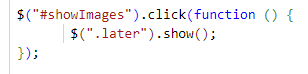 $("#showImages").click(function () {
        $(".later").show();
});